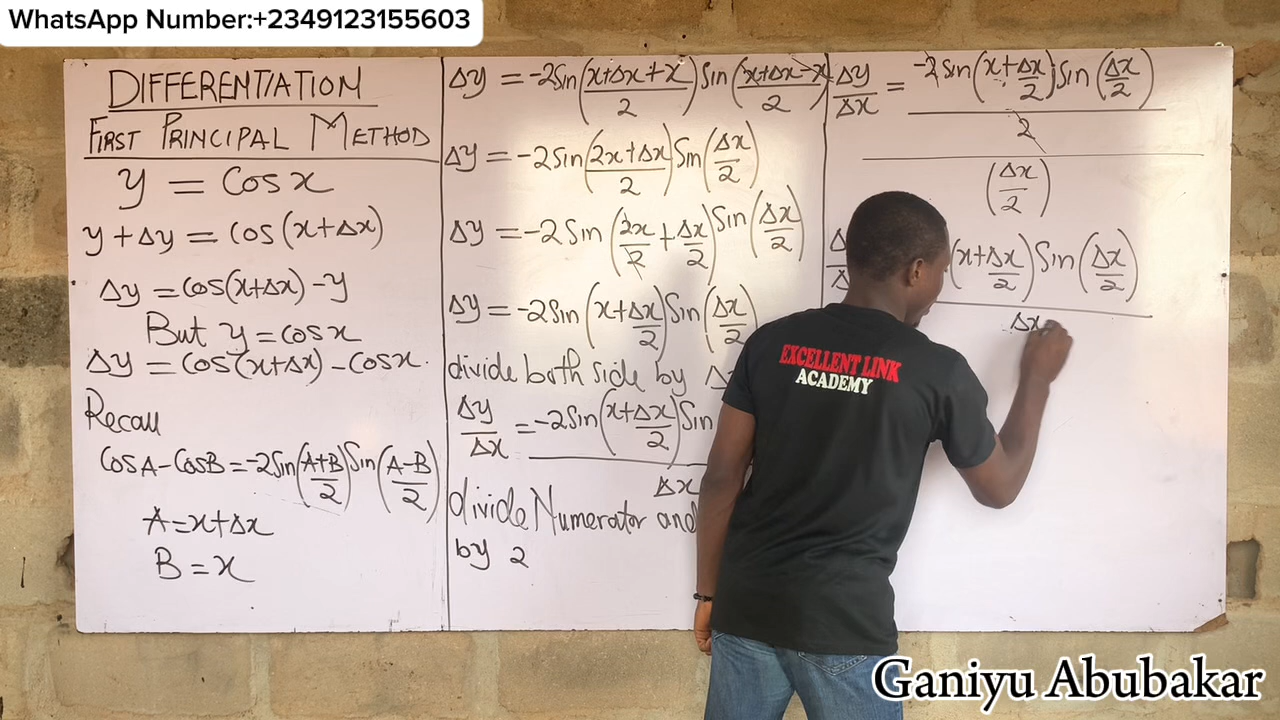 WhatsApp Number:+2349123155603
DIFFERENTIATION
FIRST PRINCIPAL METHOD
y = Cos x
y + Δy = cos(x+Δx)
Δy = cos(x+Δx) - y
But y = cos x
Δy = cos(x+Δx) - cos x.
Recall
CosA - CosB = -2Sin(A+B/2)Sin(A-B/2)
A = x+Δx
B = x
Δy = -2Sin(x+Δx+x/2)Sin(x+Δx-x/2)
Δy = -2Sin(2x+Δx/2)Sin(Δx/2)
Δy = -2Sin(2x/2+Δx/2)Sin(Δx/2)
Δy = -2Sin(x+Δx/2)Sin(Δx/2)
divide both side by
Δy/Δx = -2Sin(x+Δx/2)Sin
Δx
divide Numerator and
by 2
Δy/Δx = -2Sin(x+Δx/2)Sin(Δx/2)
2
(Δx/2)
(x+Δx/2)Sin(Δx/2)
Δx
EXCELLENT LINK
ACADEMY
Ganiyu Abubakar